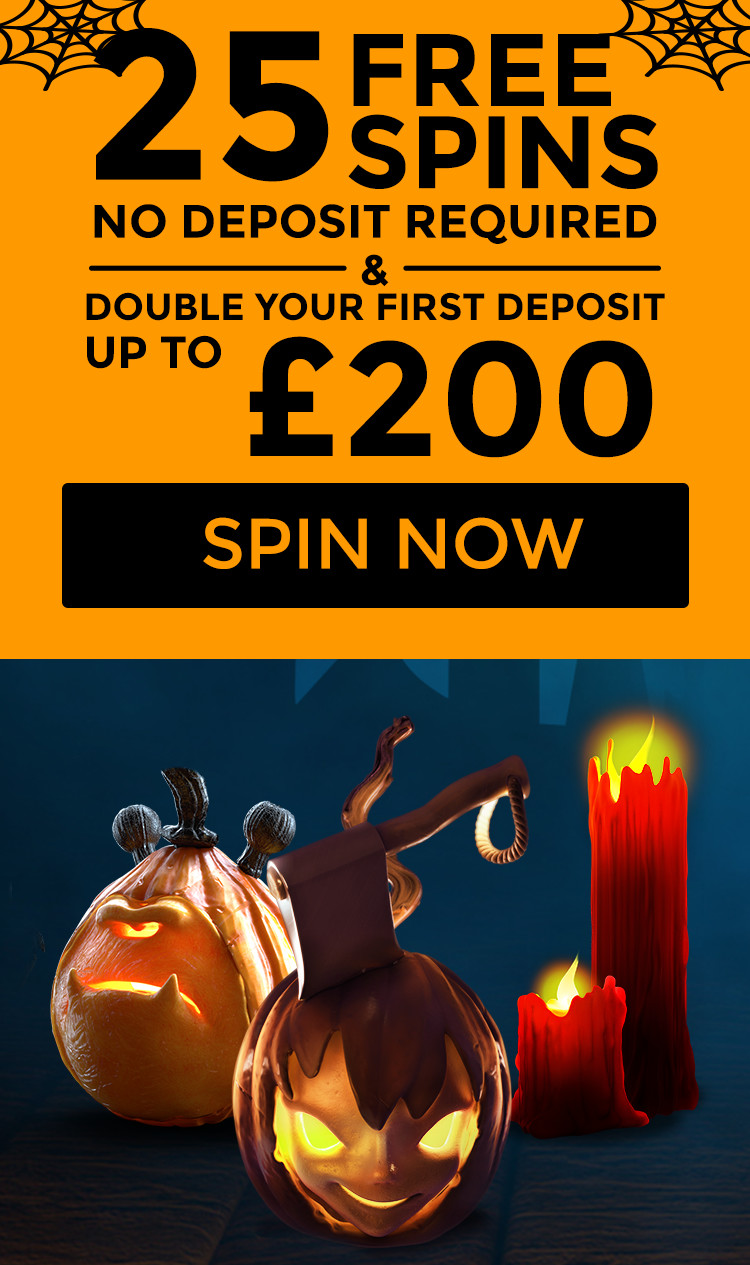 25 FREE
SPINS
NO DEPOSIT REQUIRED
&
DOUBLE YOUR FIRST DEPOSIT
UP TO £200
SPIN NOW